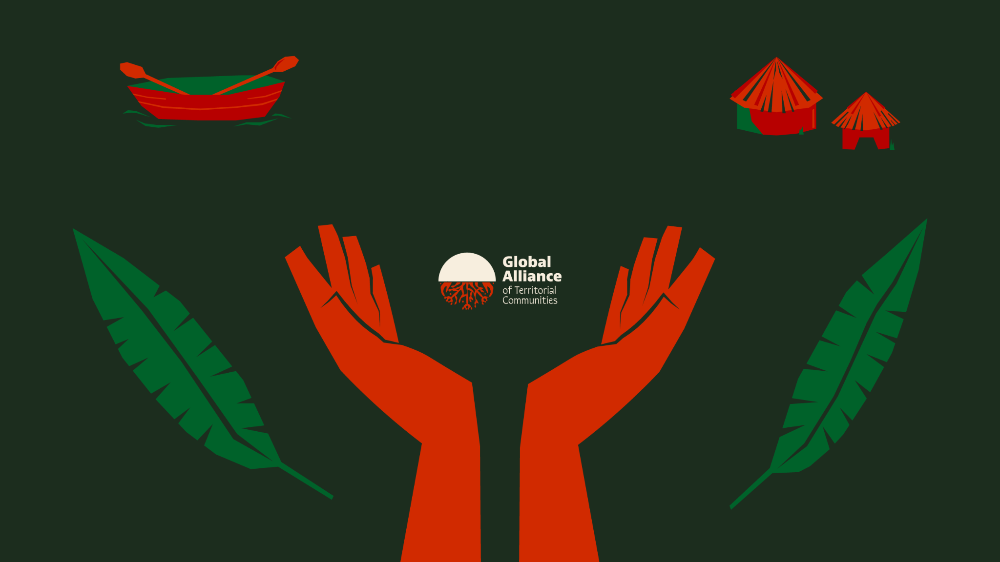 Global
Alliance
of Territorial
Communities